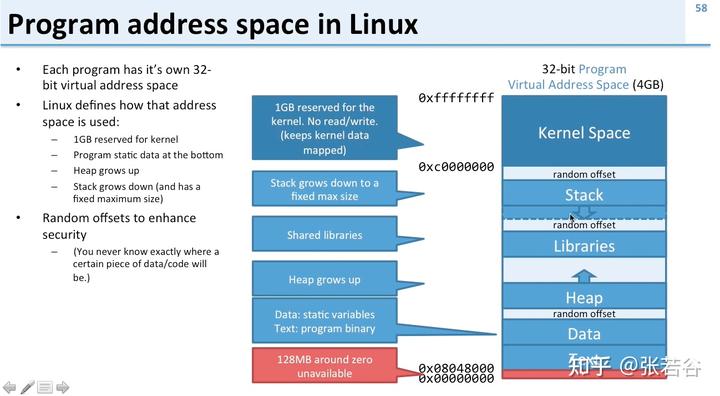 58
Program address space in Linux
• Each program has it's own 32-
bit virtual address space
• Linux defines how that address
space is used:
– 1GB reserved for kernel
– Program static data at the bottom
– Heap grows up
– Stack grows down (and has a
fixed maximum size)
• Random offsets to enhance
security
– (You never know exactly where a
certain piece of data/code will
be.)
1GB reserved for the
kernel. No read/write.
(keeps kernel data
mapped)
Stack grows down to a
fixed max size
Shared libraries
Heap grows up
Data: static variables
Text: program binary
128MB around zero
unavailable
0xffffffff
0xc0000000
0x08048000
0x00000000
32-bit Program
Virtual Address Space (4GB)
Kernel Space
random offset
Stack
random offset
Libraries
Heap
random offset
Data
Text
知乎 @张若谷